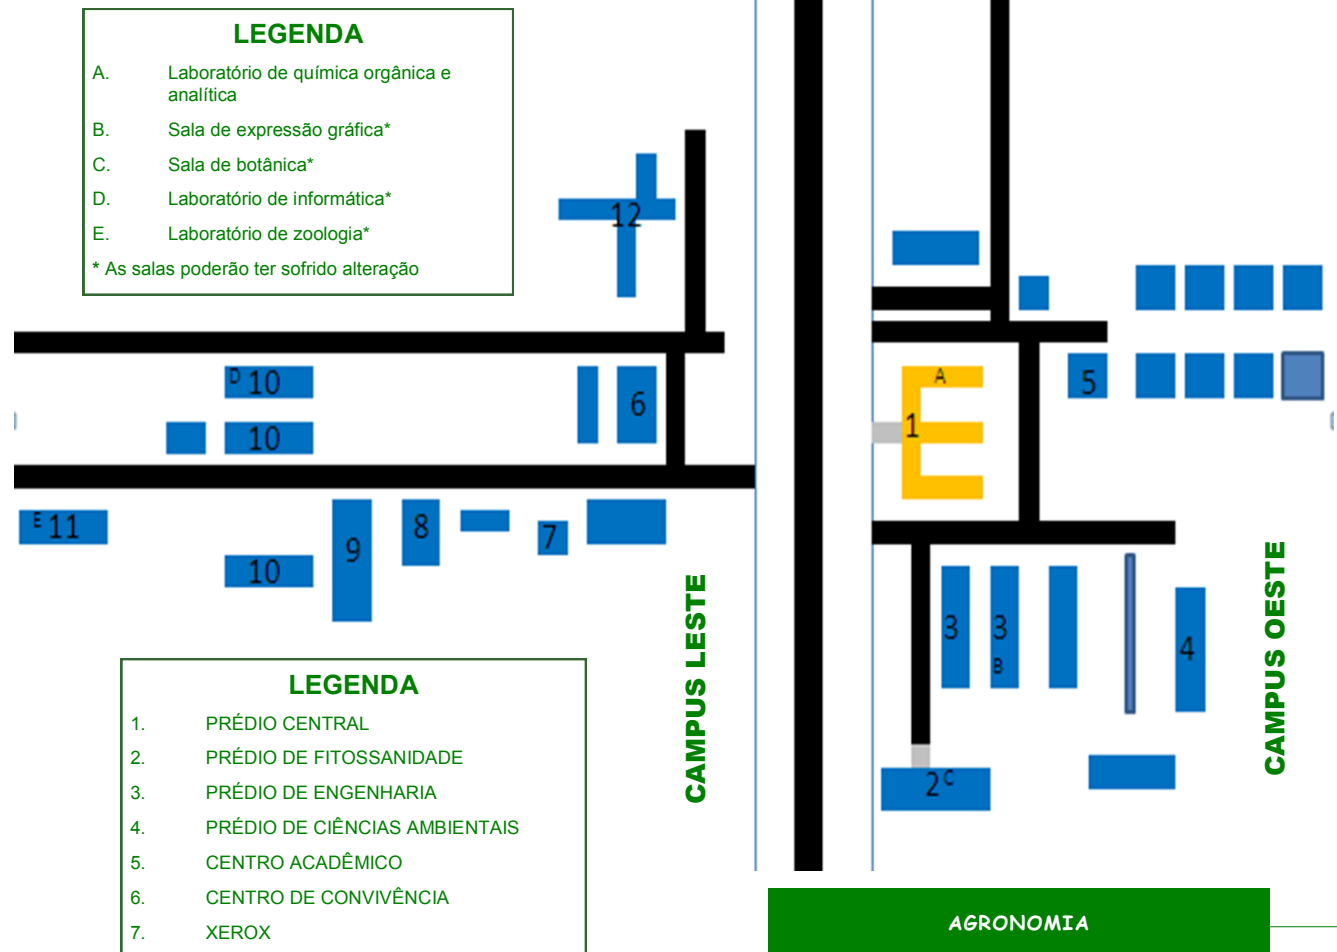 LEGENDA
A. Laboratório de química orgânica e
analítica
B. Sala de expressão gráfica*
C. Sala de botânica*
D. Laboratório de informática*
E. Laboratório de zoologia*
* As salas poderão ter sofrido alteração
12
D 10
10
6
E 11
10
9
8
7
A
1
5
3
3
B
4
2 C
CAMPUS LESTE
CAMPUS OESTE
LEGENDA
1. PRÉDIO CENTRAL
2. PRÉDIO DE FITOSSANIDADE
3. PRÉDIO DE ENGENHARIA
4. PRÉDIO DE CIÊNCIAS AMBIENTAIS
5. CENTRO ACADÊMICO
6. CENTRO DE CONVIVÊNCIA
7. XEROX
AGRONOMIA